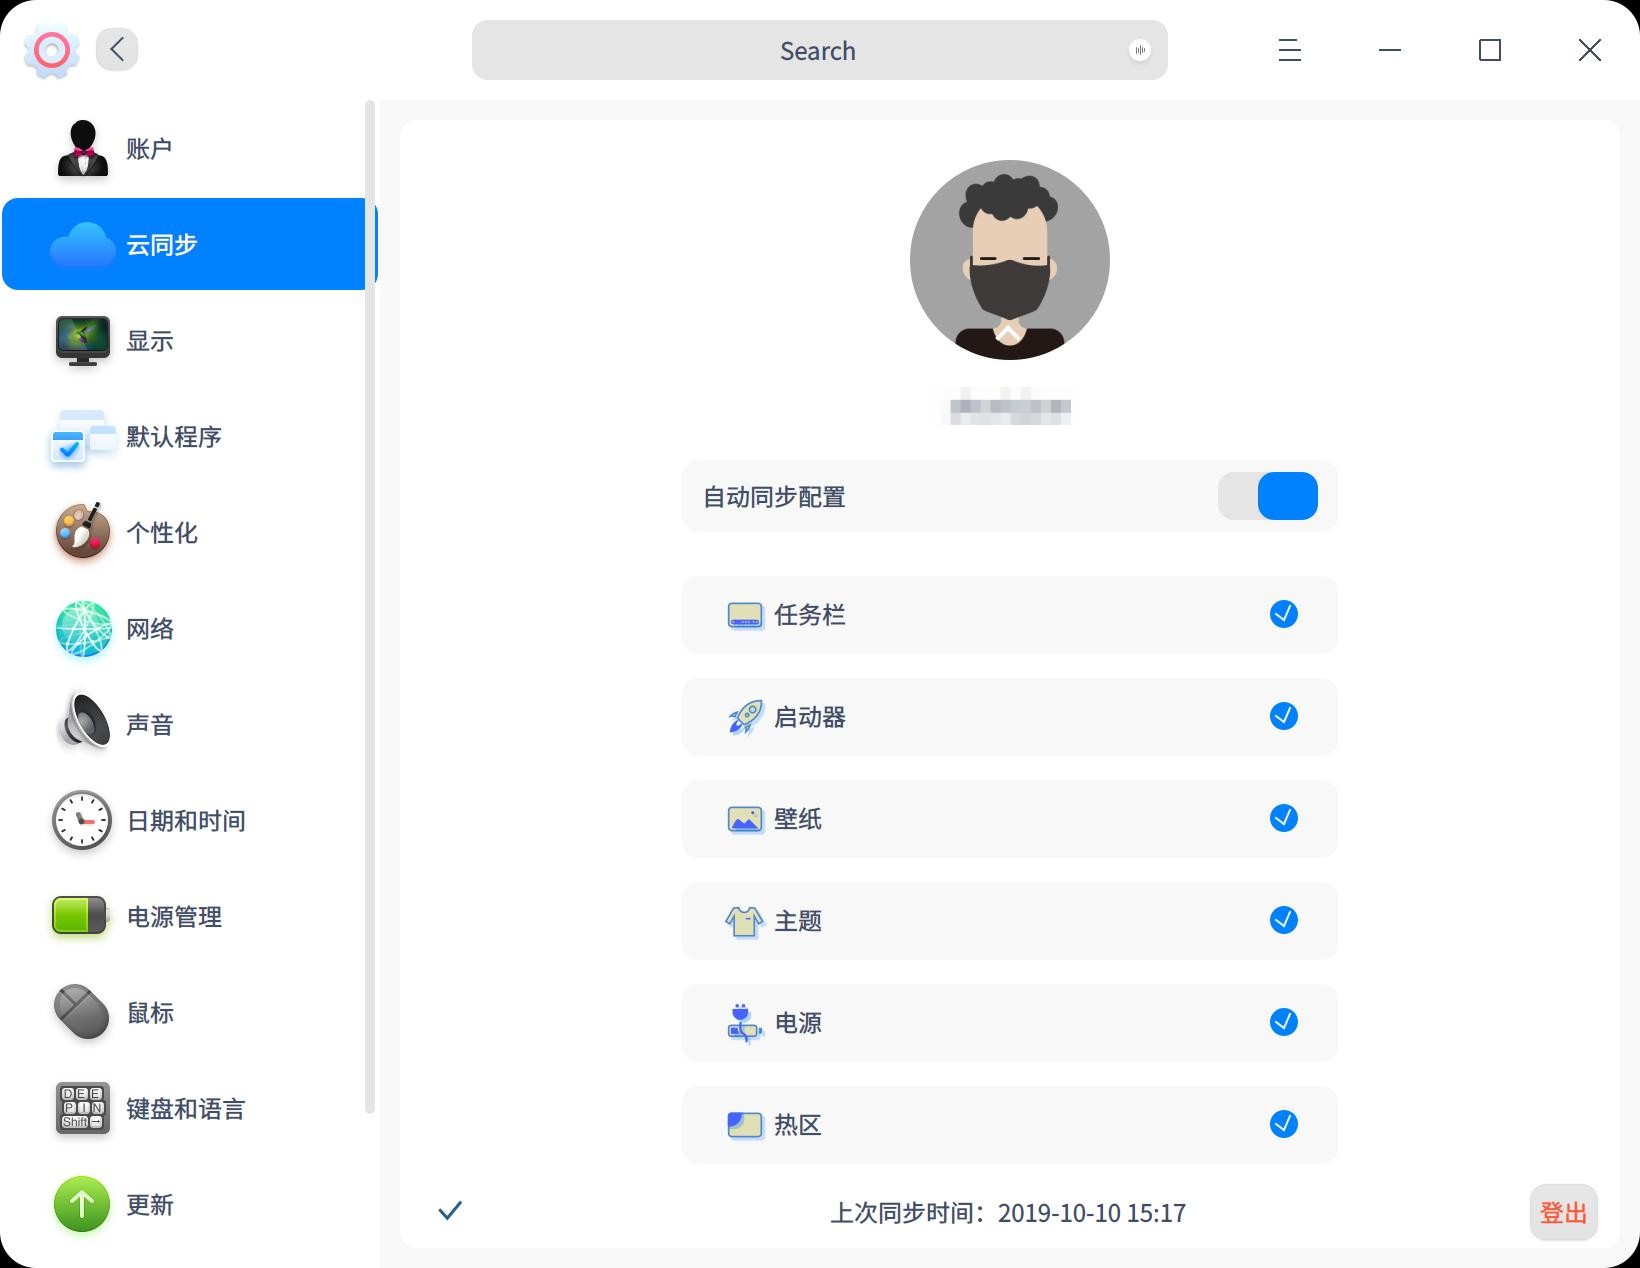 Search
账户
云同步
显示
默认程序
个性化
网络
声音
日期和时间
电源管理
鼠标
键盘和语言
D E E
P I N
Shift →
更新
自动同步配置
任务栏
启动器
壁纸
主题
电源
热区
上次同步时间：2019-10-10 15:17
登出